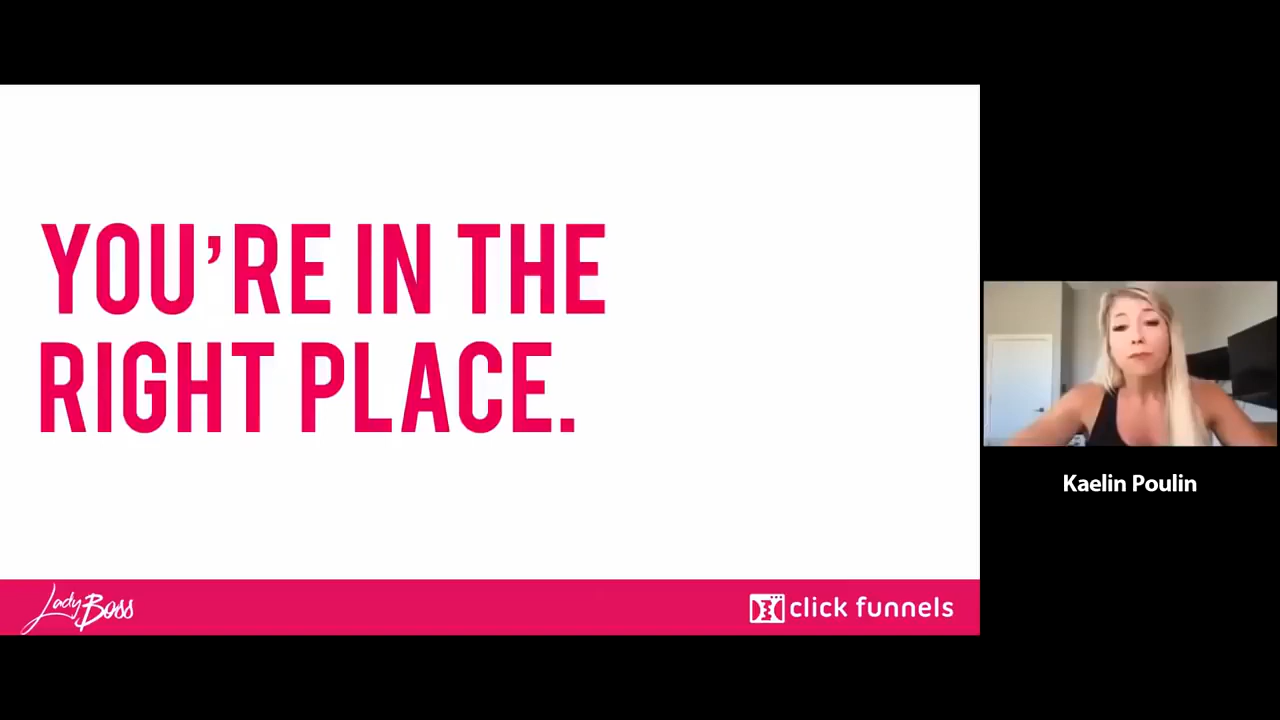 YOU'RE IN THE
RIGHT PLACE.
Kaelin Poulin
LadyBoss
click funnels